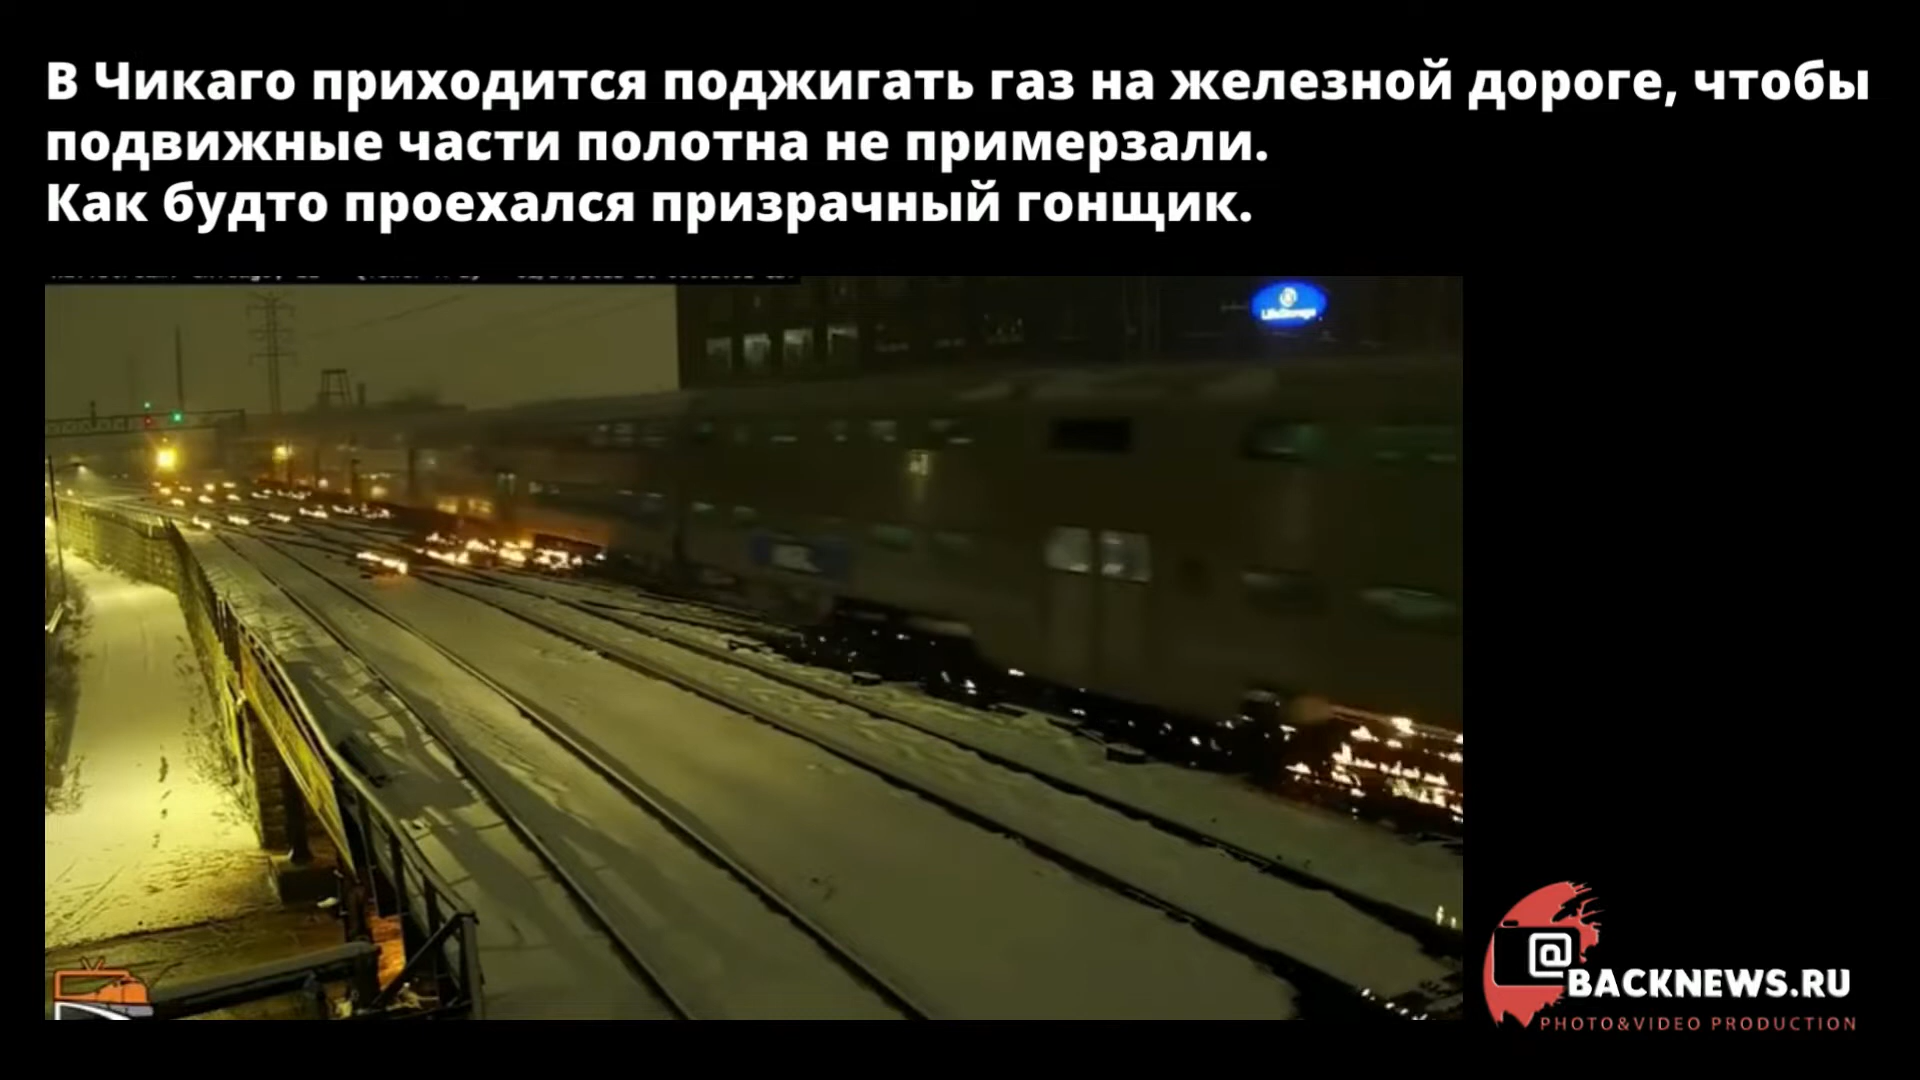 В Чикаго приходится поджигать газ на железной дороге, чтобы
подвижные части полотна не примерзали.
Как будто проехался призрачный гонщик.
LifeStorage
@BACKNEWS.RU
PHOTO&VIDEO PRODUCTION